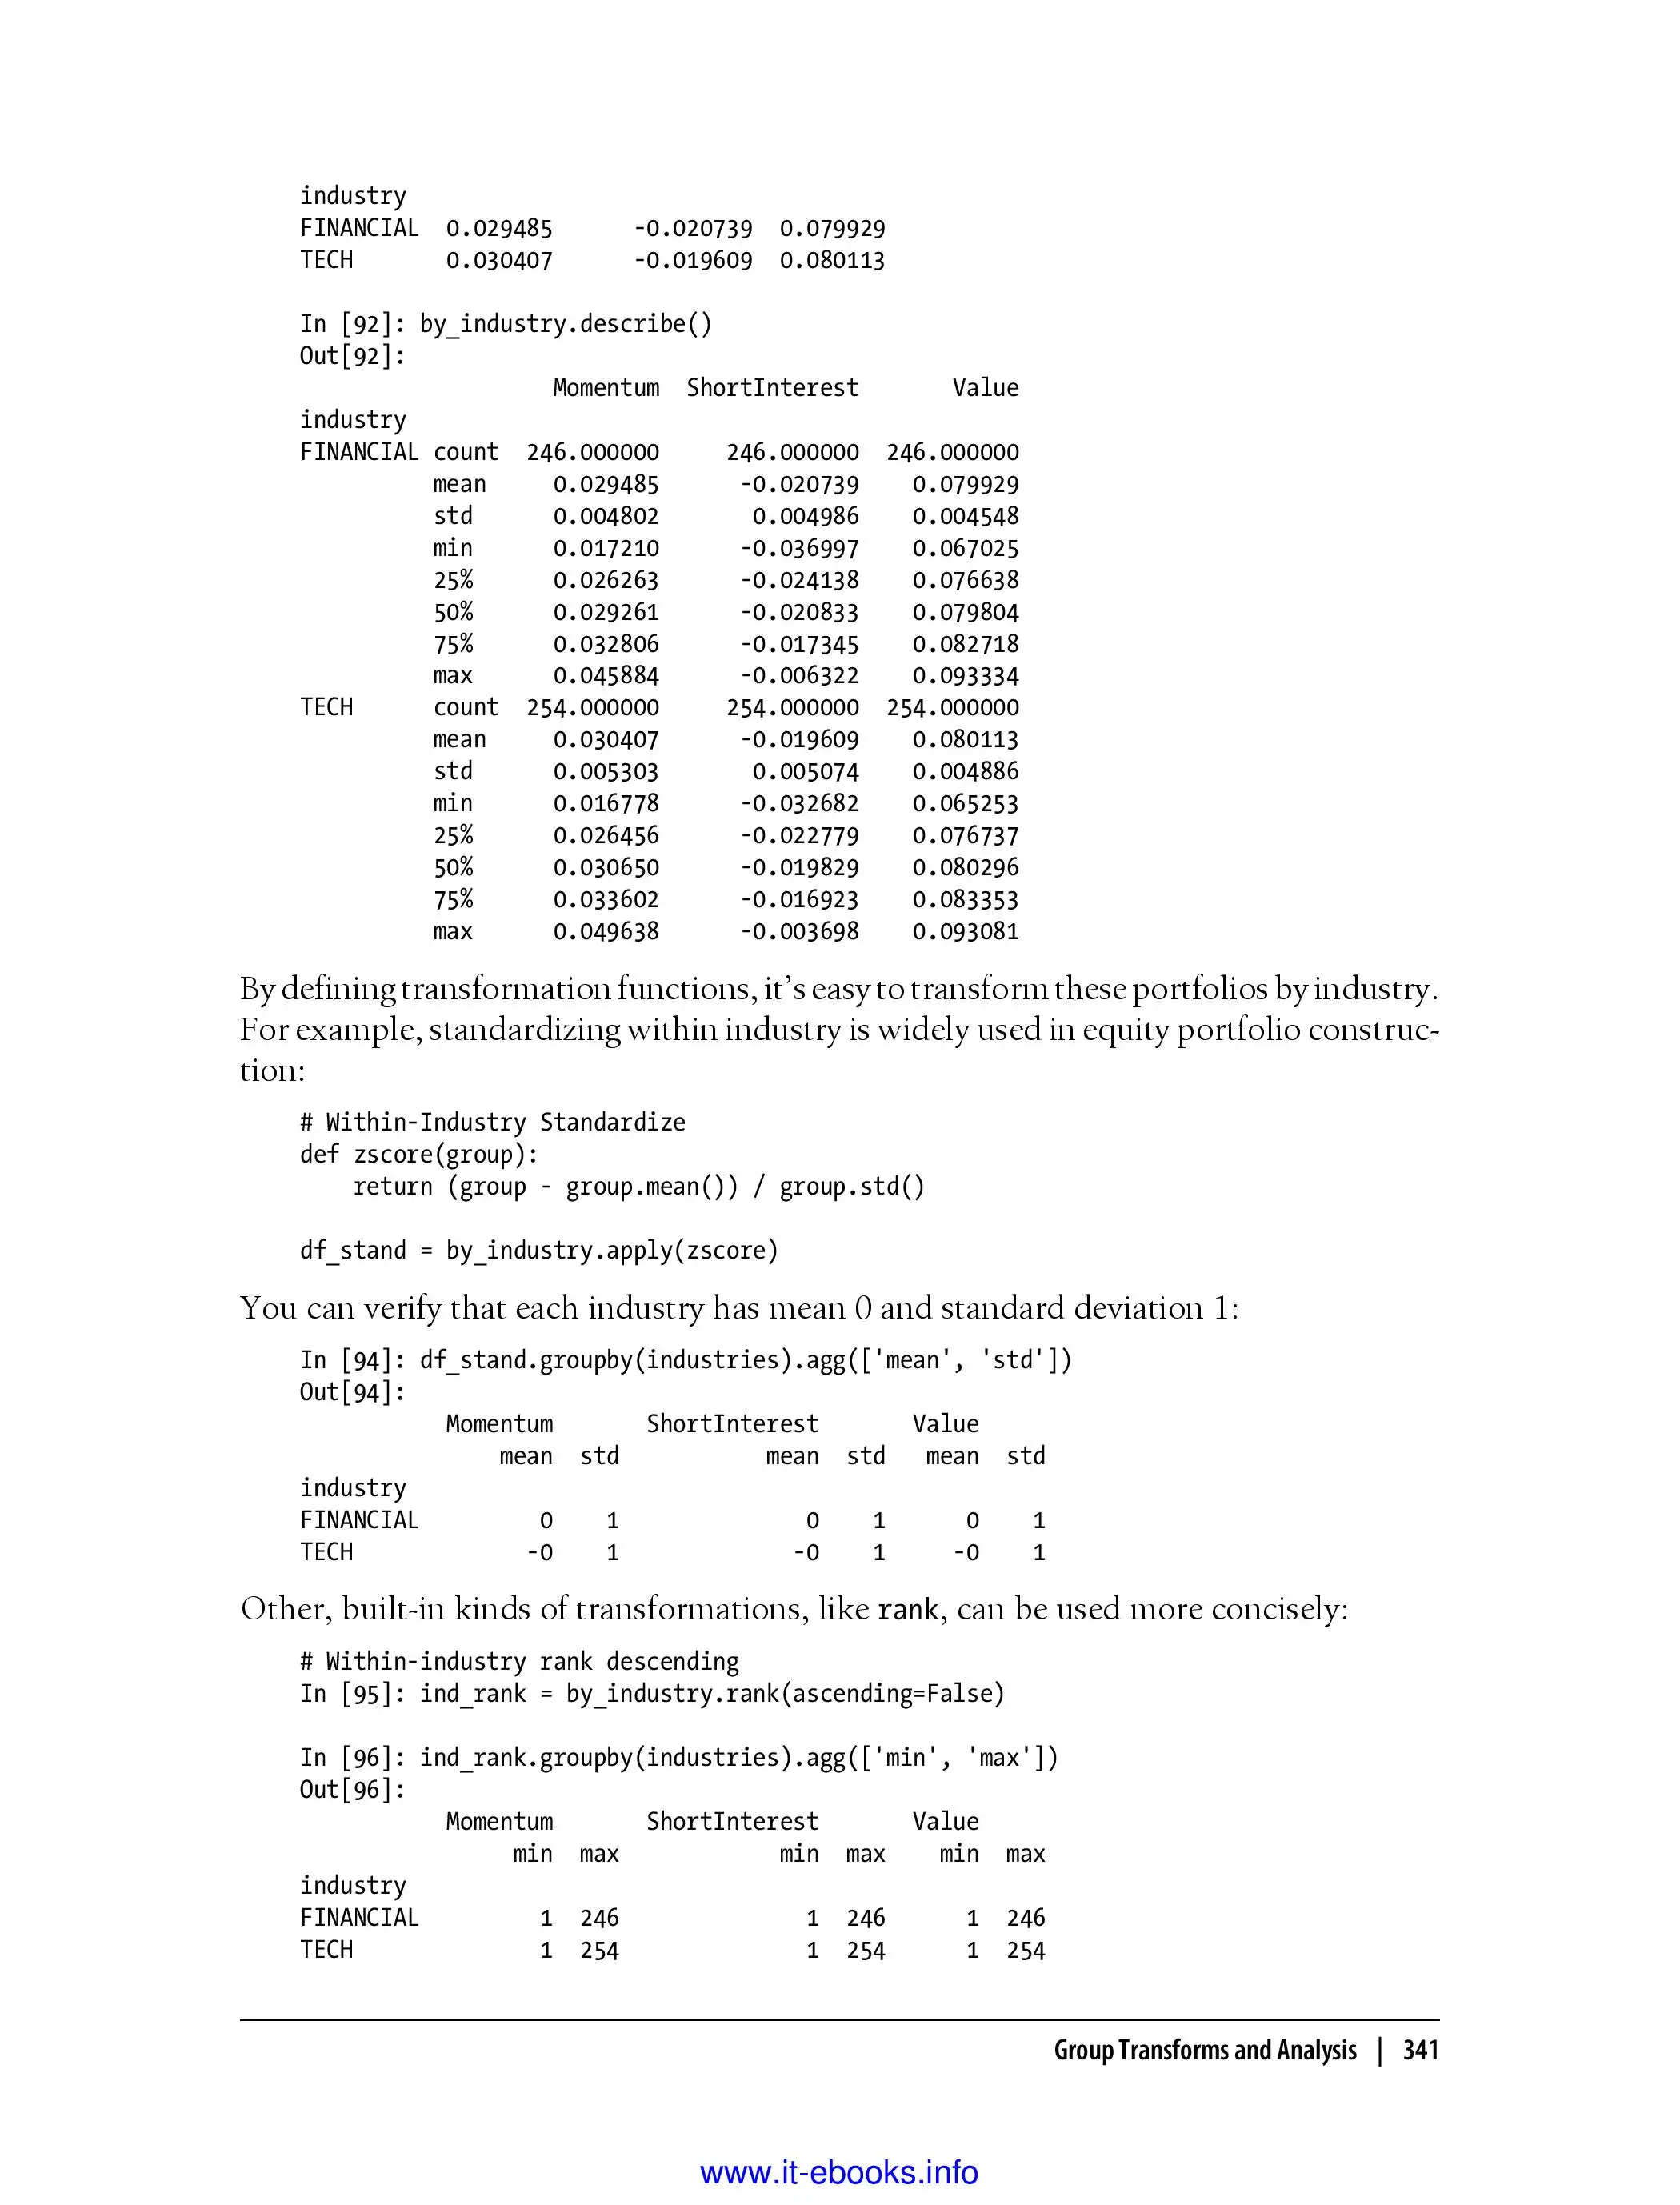 industry
FINANCIAL  0.029485      -0.020739  0.079929
TECH       0.030407      -0.019609  0.080113
In [92]: by_industry.describe()
Out[92]:
                   Momentum  ShortInterest       Value
industry
FINANCIAL count  246.000000     246.000000  246.000000
          mean     0.029485      -0.020739    0.079929
          std      0.004802       0.004986    0.004548
          min      0.017210      -0.036997    0.067025
          25%      0.026263      -0.024138    0.076638
          50%      0.029261      -0.020833    0.079804
          75%      0.032806      -0.017345    0.082718
          max      0.045884      -0.006322    0.093334
TECH      count  254.000000     254.000000  254.000000
          mean     0.030407      -0.019609    0.080113
          std      0.005303       0.005074    0.004886
          min      0.016778      -0.032682    0.065253
          25%      0.026456      -0.022779    0.076737
          50%      0.030650      -0.019829    0.080296
          75%      0.033602      -0.016923    0.083353
          max      0.049638      -0.003698    0.093081
By defining transformation functions, it’s easy to transform these portfolios by industry.
For example, standardizing within industry is widely used in equity portfolio construc-
tion:
# Within-Industry Standardize
def zscore(group):
    return (group - group.mean()) / group.std()
df_stand = by_industry.apply(zscore)
You can verify that each industry has mean 0 and standard deviation 1:
In [94]: df_stand.groupby(industries).agg(['mean', 'std'])
Out[94]:
           Momentum       ShortInterest       Value
               mean  std           mean  std   mean  std
industry
FINANCIAL         0    1              0    1      0    1
TECH             -0    1             -0    1     -0    1
Other, built-in kinds of transformations, like rank, can be used more concisely:
# Within-industry rank descending
In [95]: ind_rank = by_industry.rank(ascending=False)
In [96]: ind_rank.groupby(industries).agg(['min', 'max'])
Out[96]:
           Momentum       ShortInterest       Value
                min  max            min  max    min  max
industry
FINANCIAL         1  246              1  246      1  246
TECH              1  254              1  254      1  254
Group Transforms and Analysis | 341
www.it-ebooks.info